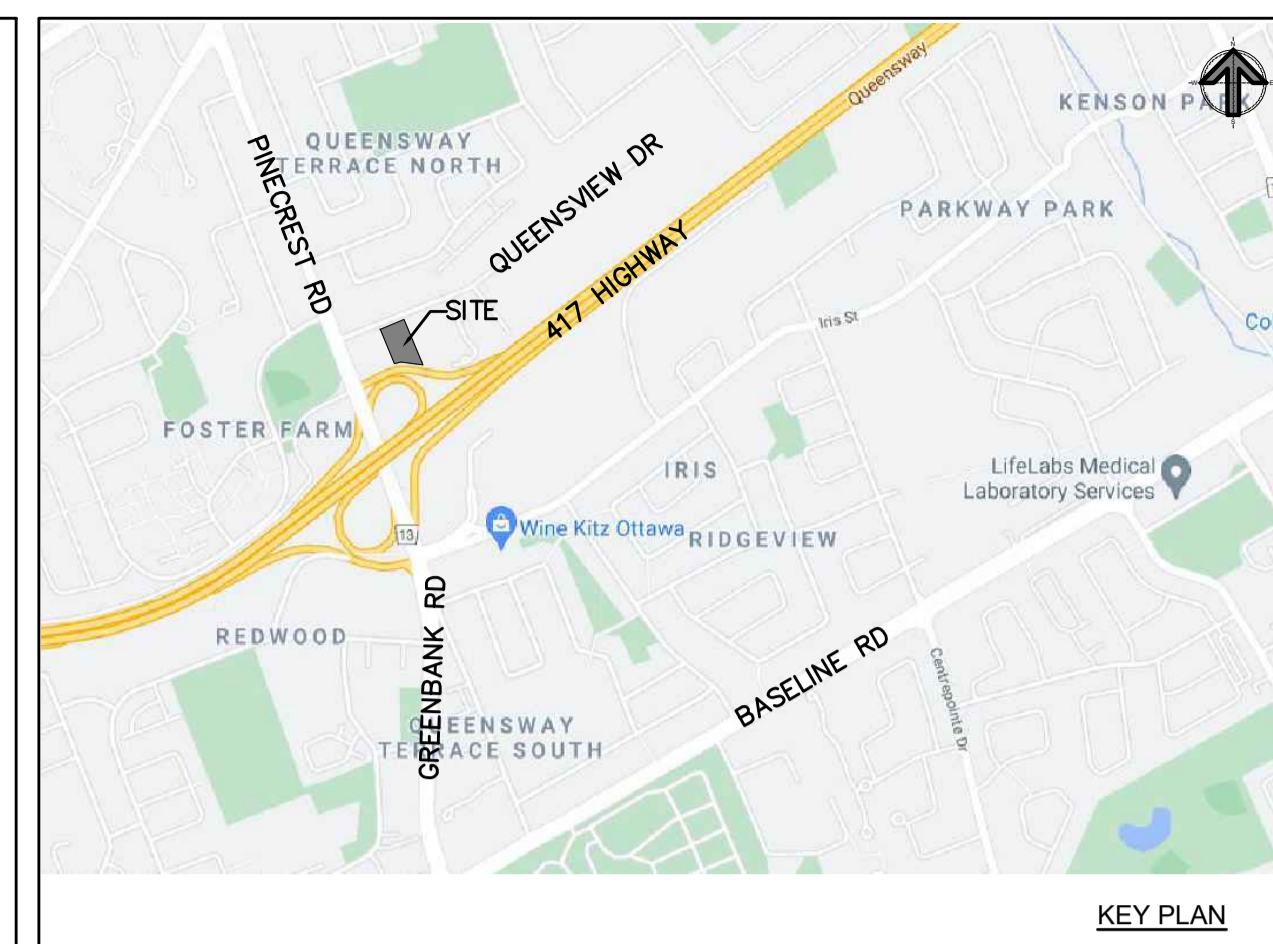 Queensway
N
W
S
KENSON PARK
QUEENSWAY
TERRACE NORTH
PINECREST RD
QUEENSVIEW DR
PARKWAY PARK
417 HIGHWAY
SITE
Iris St
Co
FOSTER FARM
IRIS
LifeLabs Medical
Laboratory Services
13
Wine Kitz Ottawa
RIDGEVIEW
GREENBANK RD
REDWOOD
BASELINE RD
Centrepointe Dr
QUEENSWAY
TERRACE SOUTH
KEY PLAN